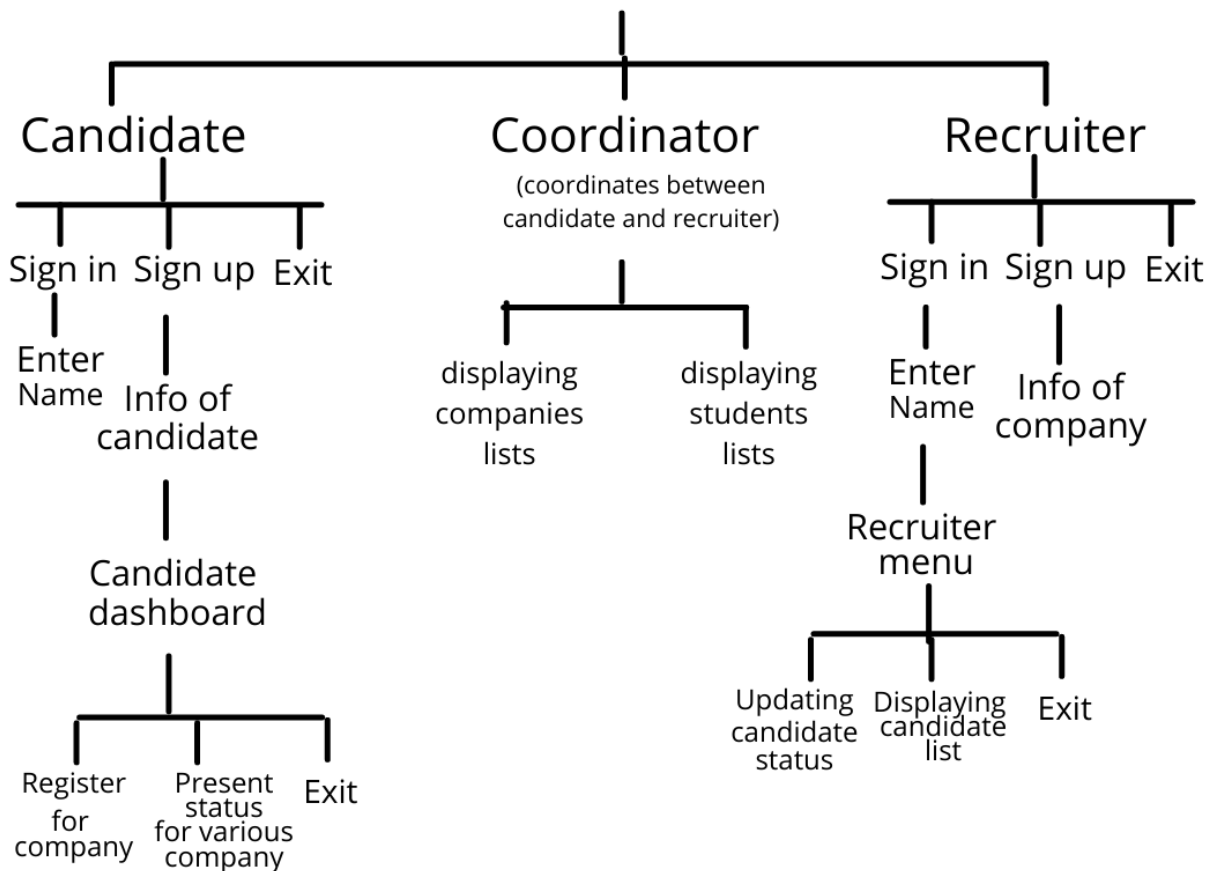 Candidate
Coordinator
Recruiter
(coordinates between
candidate and recruiter)
Sign in
Sign up
Exit
Sign in
Sign up
Exit
Enter
Name
Info of
candidate
displaying
companies
lists
displaying
students
lists
Enter
Name
Info of
company
Candidate
dashboard
Recruiter
menu
Register
for
company
Present
status
for various
company
Exit
Updating
candidate
status
Displaying
candidate
list
Exit